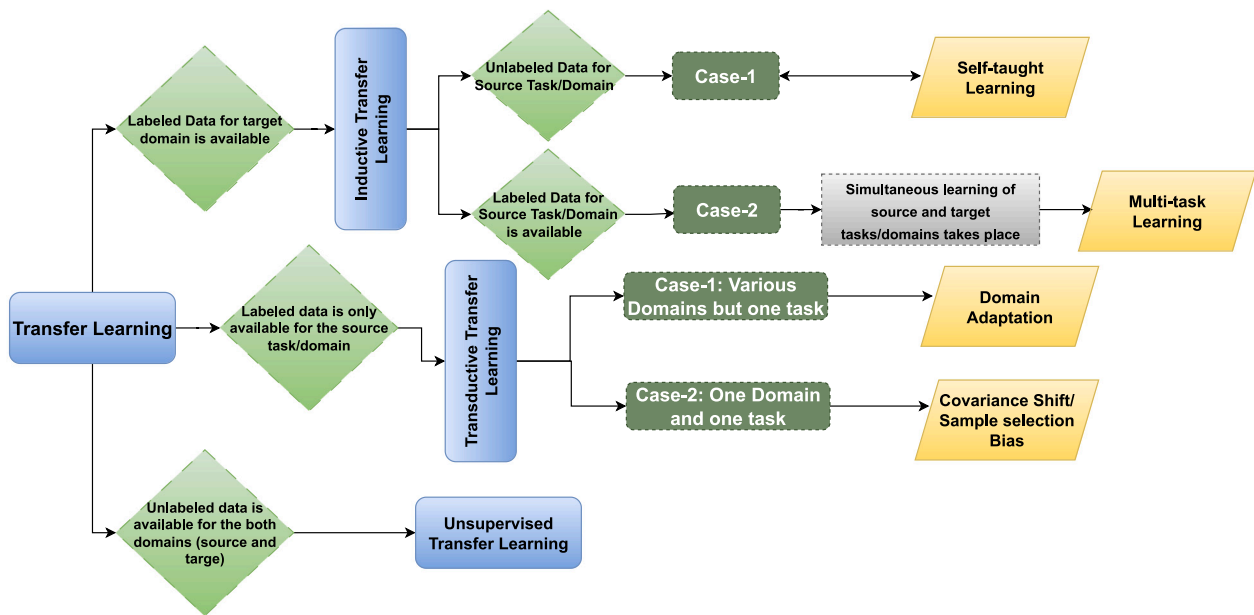 Transfer Learning
Labeled Data for target
domain is available
Inductive Transfer
Learning
Unlabeled Data for
Source Task/Domain
Case-1
Self-taught
Learning
Labeled Data for
Source Task/Domain
is available
Case-2
Simultaneous learning of
source and target
tasks/domains takes place
Multi-task
Learning
Labeled data is only
available for the source
task/domain
Transductive Transfer
Learning
Case-1: Various
Domains but one task
Domain
Adaptation
Case-2: One Domain
and one task
Covariance Shift/
Sample selection
Bias
Unlabeled data is
available for the both
domains (source and
targe)
Unsupervised
Transfer Learning